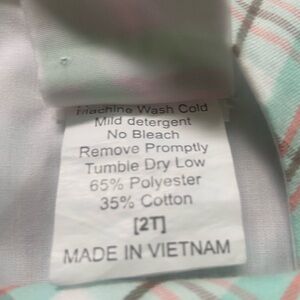 Machine Wash Cold
Mild detergent
No Bleach
Remove Promptly
Tumble Dry Low
65% Polyester
35% Cotton
[2T]
MADE IN VIETNAM